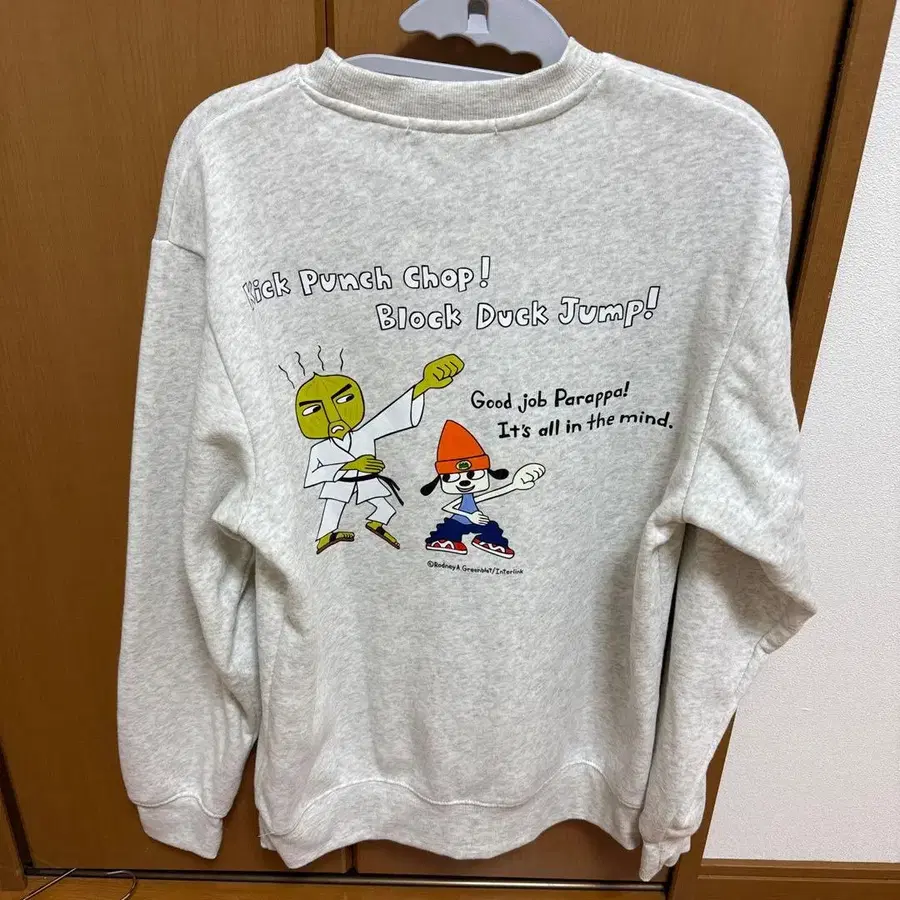 Kick Punch Chop!
Block Duck Jump!
Good job Parappa!
It's all in the mind.
©Rodney A Greenblat/Interlink